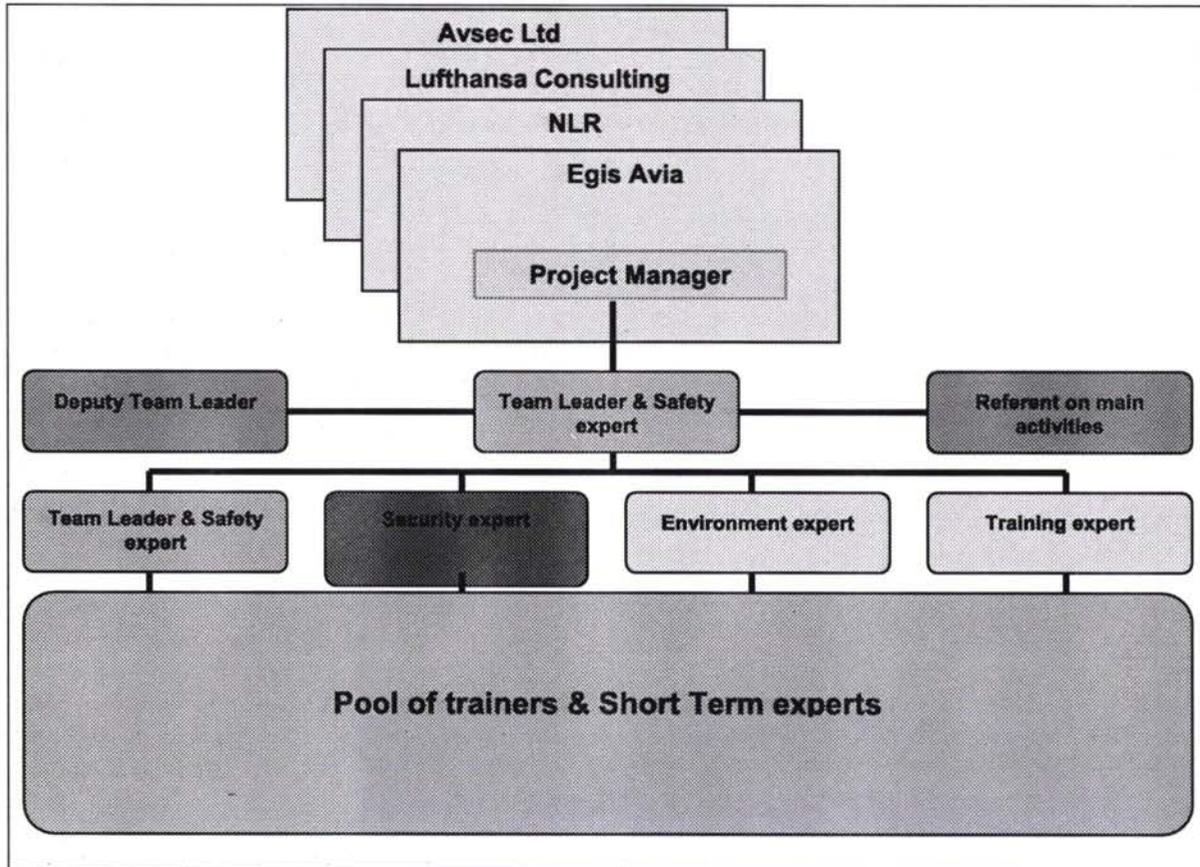 Avsec Ltd
Lufthansa Consulting
NLR
Egis Avia
Project Manager
Deputy Team Leader
Team Leader & Safety
expert
Referent on main
activities
Team Leader & Safety
expert
Security expert
Environment expert
Training expert
Pool of trainers & Short Term experts